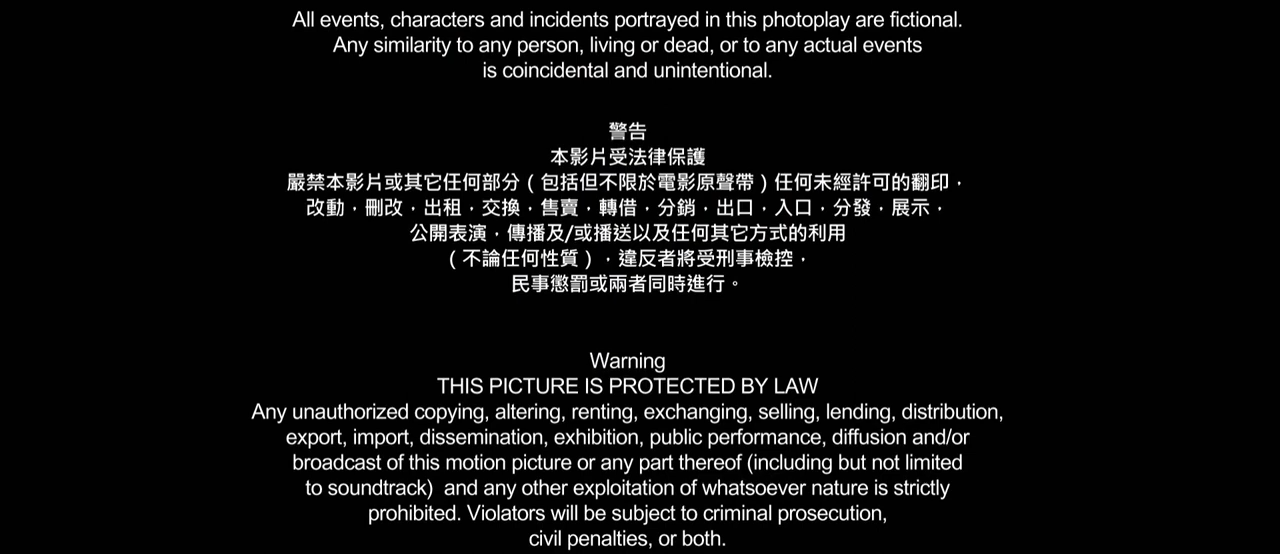 All events, characters and incidents portrayed in this photoplay are fictional.
Any similarity to any person, living or dead, or to any actual events
is coincidental and unintentional.
警告
本影片受法律保護
嚴禁本影片或其它任何部分（包括但不限於電影原聲帶）任何未經許可的翻印，
改動，刪改，出租，交換，售賣，轉借，分銷，出口，入口，分發，展示，
公開表演，傳播及/或播送以及任何其它方式的利用
（不論任何性質），違反者將受刑事檢控，
民事懲罰或兩者同時進行。
Warning
THIS PICTURE IS PROTECTED BY LAW
Any unauthorized copying, altering, renting, exchanging, selling, lending, distribution,
export, import, dissemination, exhibition, public performance, diffusion and/or
broadcast of this motion picture or any part thereof (including but not limited
to soundtrack)  and any other exploitation of whatsoever nature is strictly
prohibited. Violators will be subject to criminal prosecution,
civil penalties, or both.